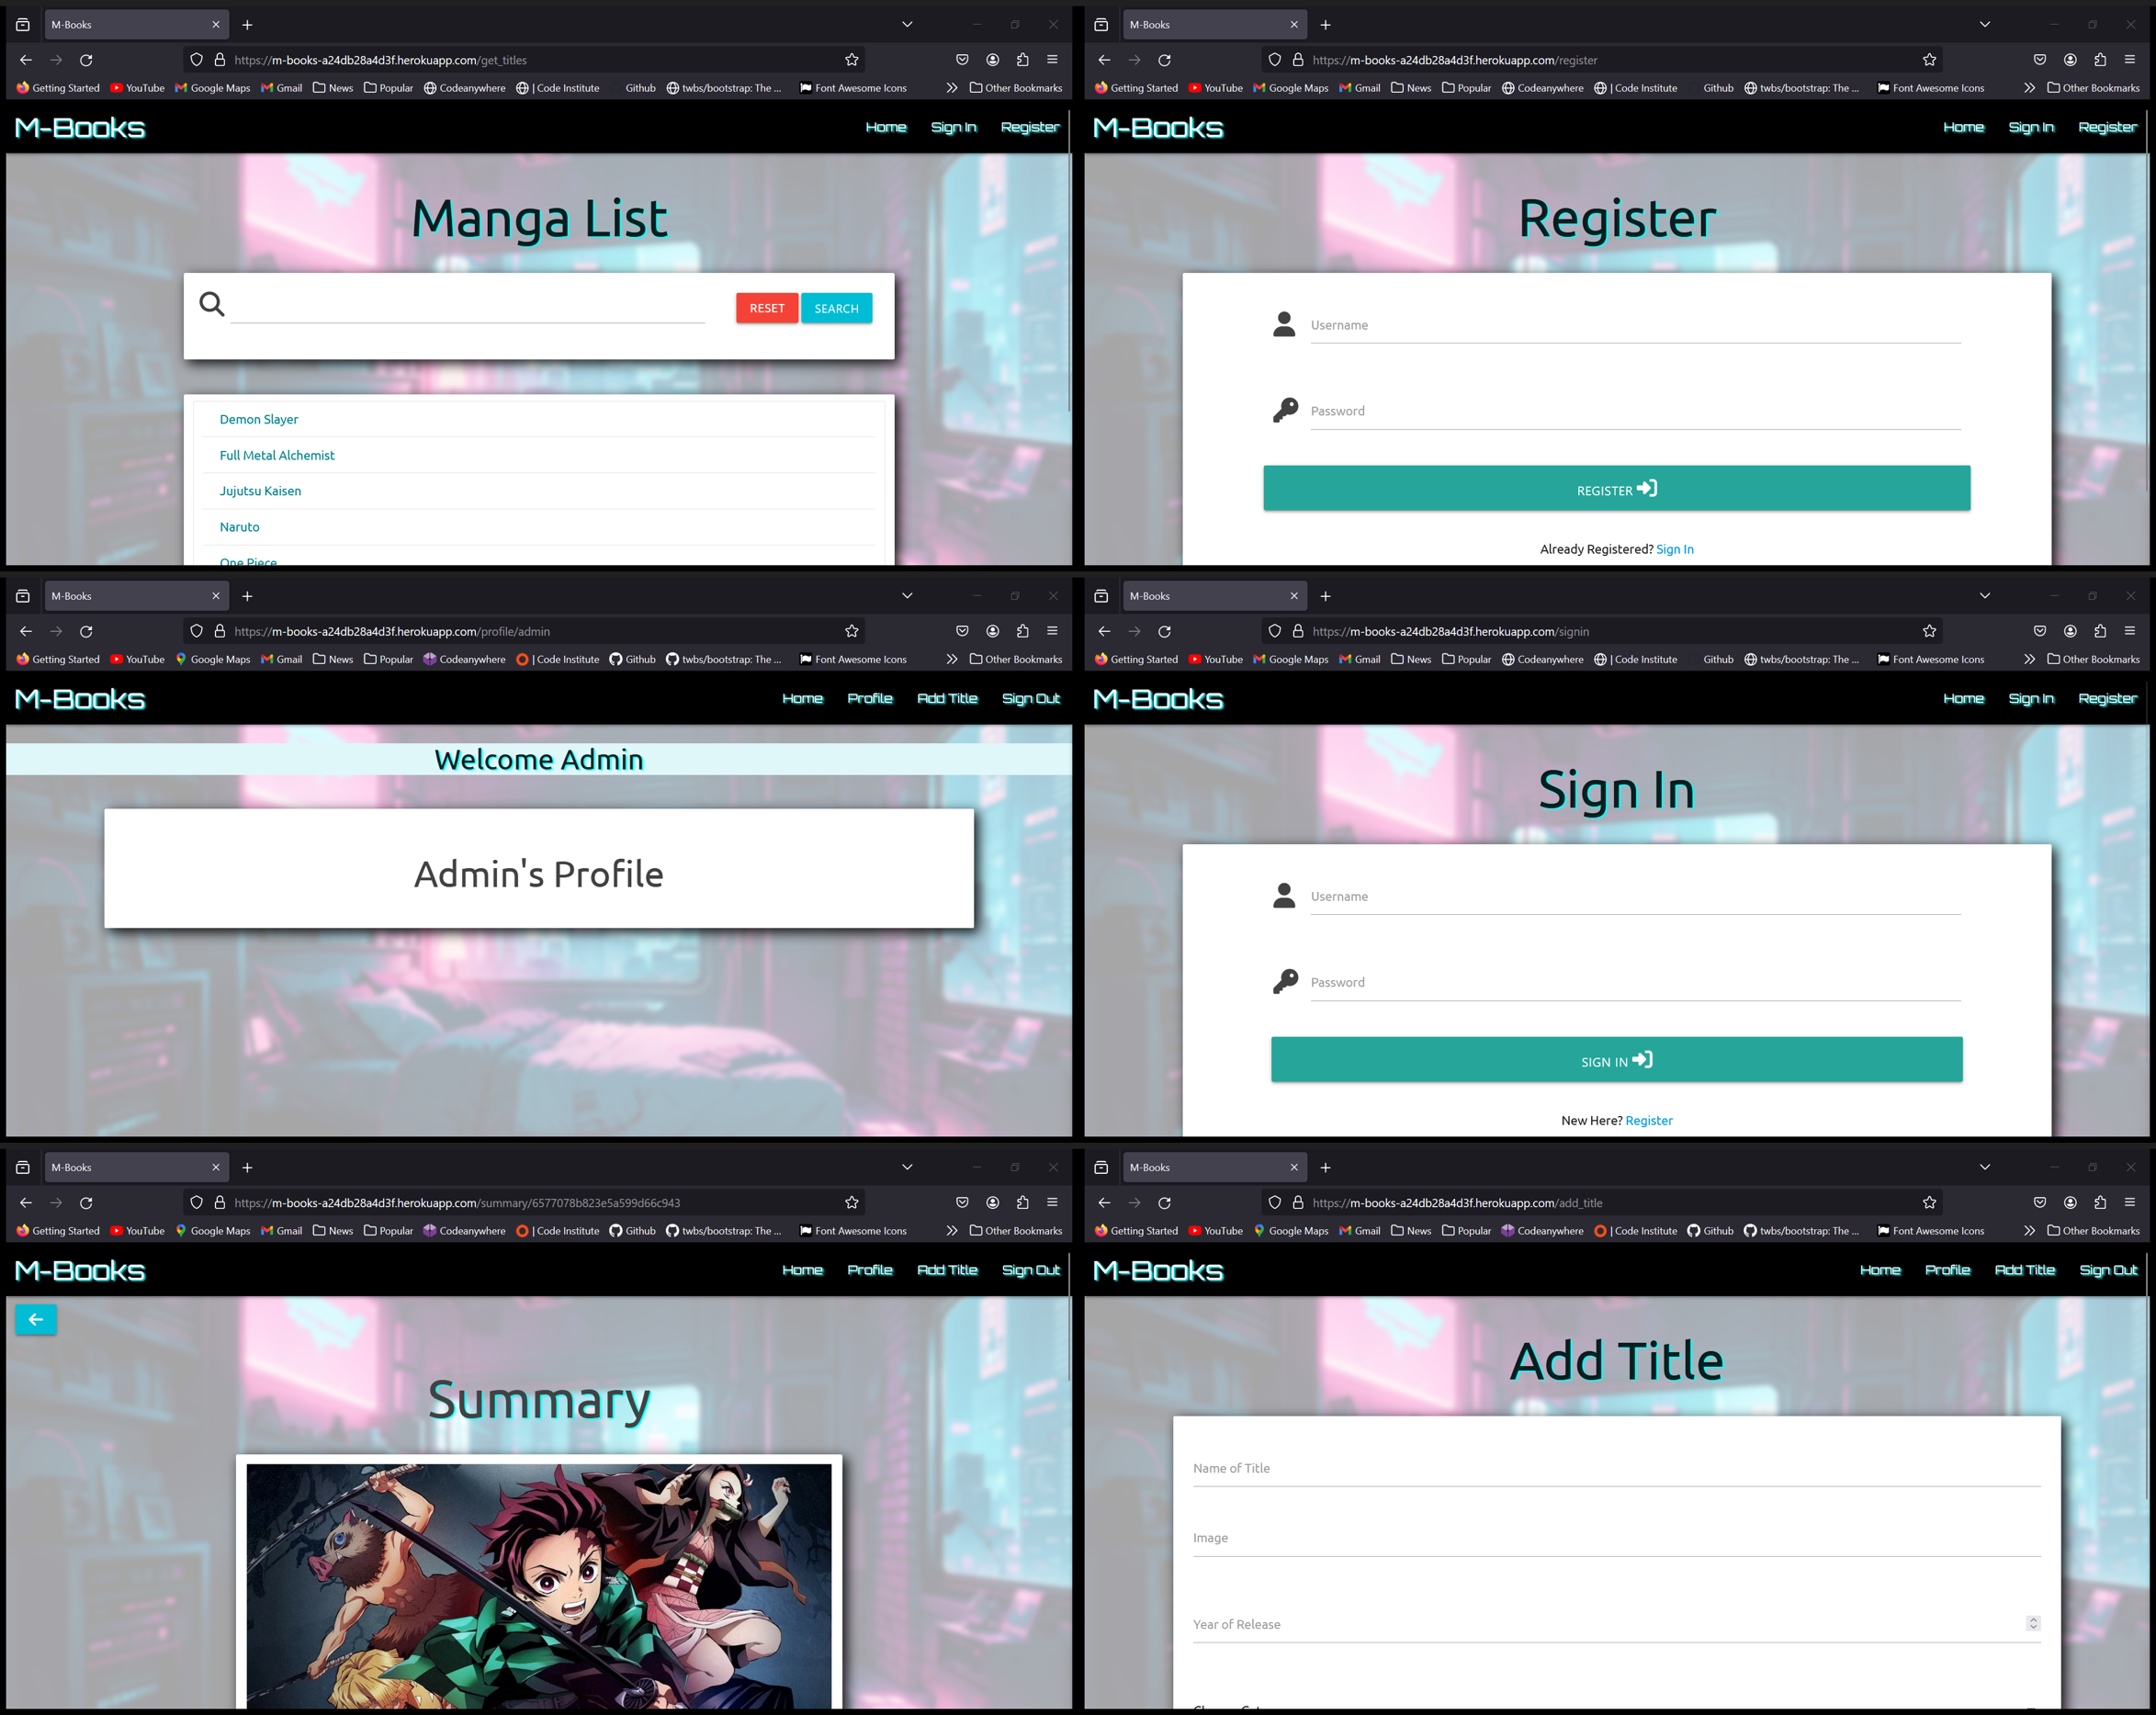 M-Books
https://m-books-a24db28a4d3f.herokuapp.com/get_titles
Getting Started YouTube Google Maps Gmail News Popular Codeanywhere | Code Institute Github twbs/bootstrap: The ... Font Awesome Icons Other Bookmarks
M-Books Home Sign In Register
Manga List
RESET SEARCH
Demon Slayer
Full Metal Alchemist
Jujutsu Kaisen
Naruto
One Piece
M-Books
https://m-books-a24db28a4d3f.herokuapp.com/register
Getting Started YouTube Google Maps Gmail News Popular Codeanywhere | Code Institute Github twbs/bootstrap: The ... Font Awesome Icons Other Bookmarks
M-Books Home Sign In Register
Register
Username
Password
REGISTER
Already Registered? Sign In
M-Books
https://m-books-a24db28a4d3f.herokuapp.com/profile/admin
Getting Started YouTube Google Maps Gmail News Popular Codeanywhere | Code Institute Github twbs/bootstrap: The ... Font Awesome Icons Other Bookmarks
M-Books Home Profile Add Title Sign Out
Welcome Admin
Admin's Profile
M-Books
https://m-books-a24db28a4d3f.herokuapp.com/signin
Getting Started YouTube Google Maps Gmail News Popular Codeanywhere | Code Institute Github twbs/bootstrap: The ... Font Awesome Icons Other Bookmarks
M-Books Home Sign In Register
Sign In
Username
Password
SIGN IN
New Here? Register
M-Books
https://m-books-a24db28a4d3f.herokuapp.com/summary/6577078b823e5a599d66c943
Getting Started YouTube Google Maps Gmail News Popular Codeanywhere | Code Institute Github twbs/bootstrap: The ... Font Awesome Icons Other Bookmarks
M-Books Home Profile Add Title Sign Out
Summary
M-Books
https://m-books-a24db28a4d3f.herokuapp.com/add_title
Getting Started YouTube Google Maps Gmail News Popular Codeanywhere | Code Institute Github twbs/bootstrap: The ... Font Awesome Icons Other Bookmarks
M-Books Home Profile Add Title Sign Out
Add Title
Name of Title
Image
Year of Release